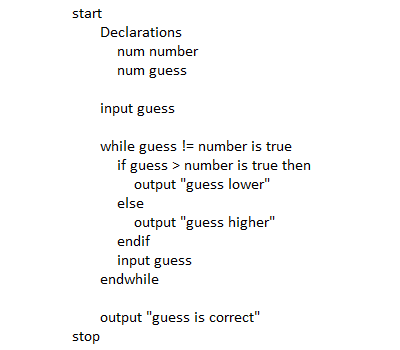 start
Declarations
num number
num guess
input guess
while guess != number is true
if guess > number is true then
output "guess lower"
else
output "guess higher"
endif
input guess
endwhile
output "guess is correct"
stop